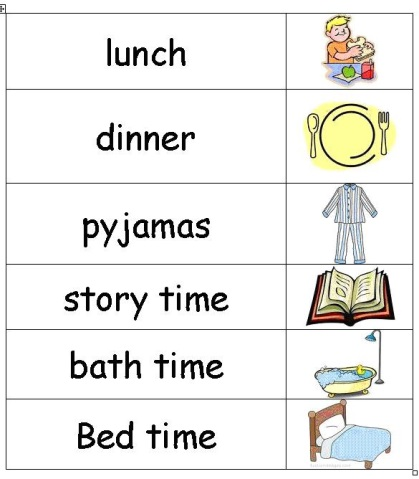 lunch
dinner
pyjamas
story time
bath time
Bed time